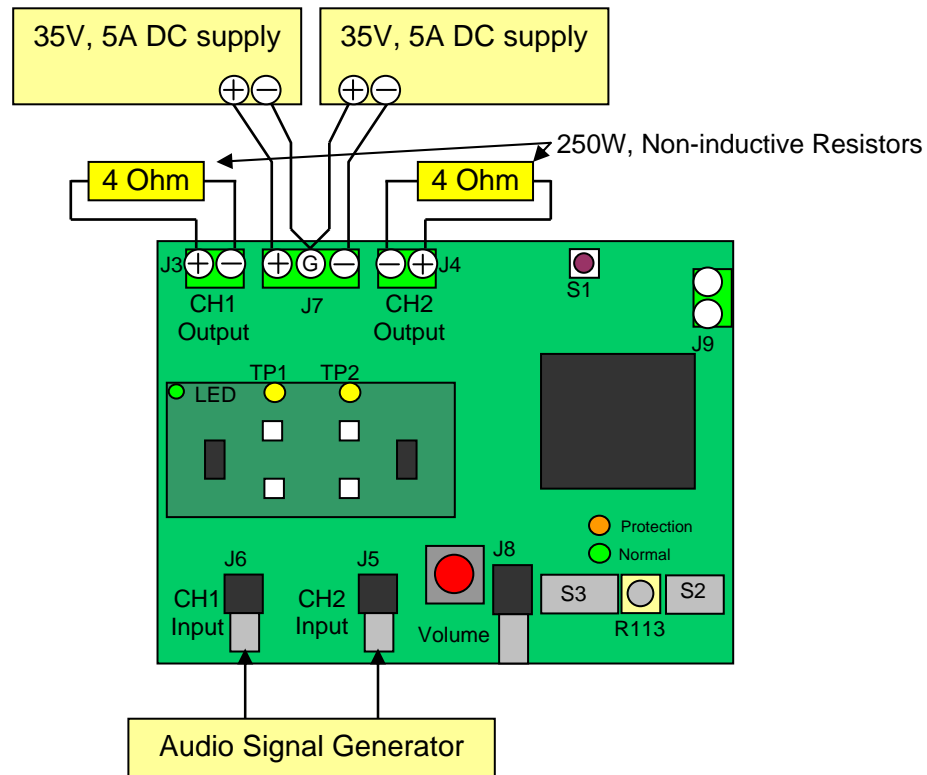 35V, 5A DC supply
35V, 5A DC supply
+ −
+ −
250W, Non-inductive Resistors
4 Ohm
4 Ohm
J3
+ −
+ G −
− +
J4
CH1
Output
J7
CH2
Output
S1
J9
LED
TP1
TP2
Protection
Normal
J6
J5
J8
CH1
Input
CH2
Input
Volume
S3
S2
R113
Audio Signal Generator